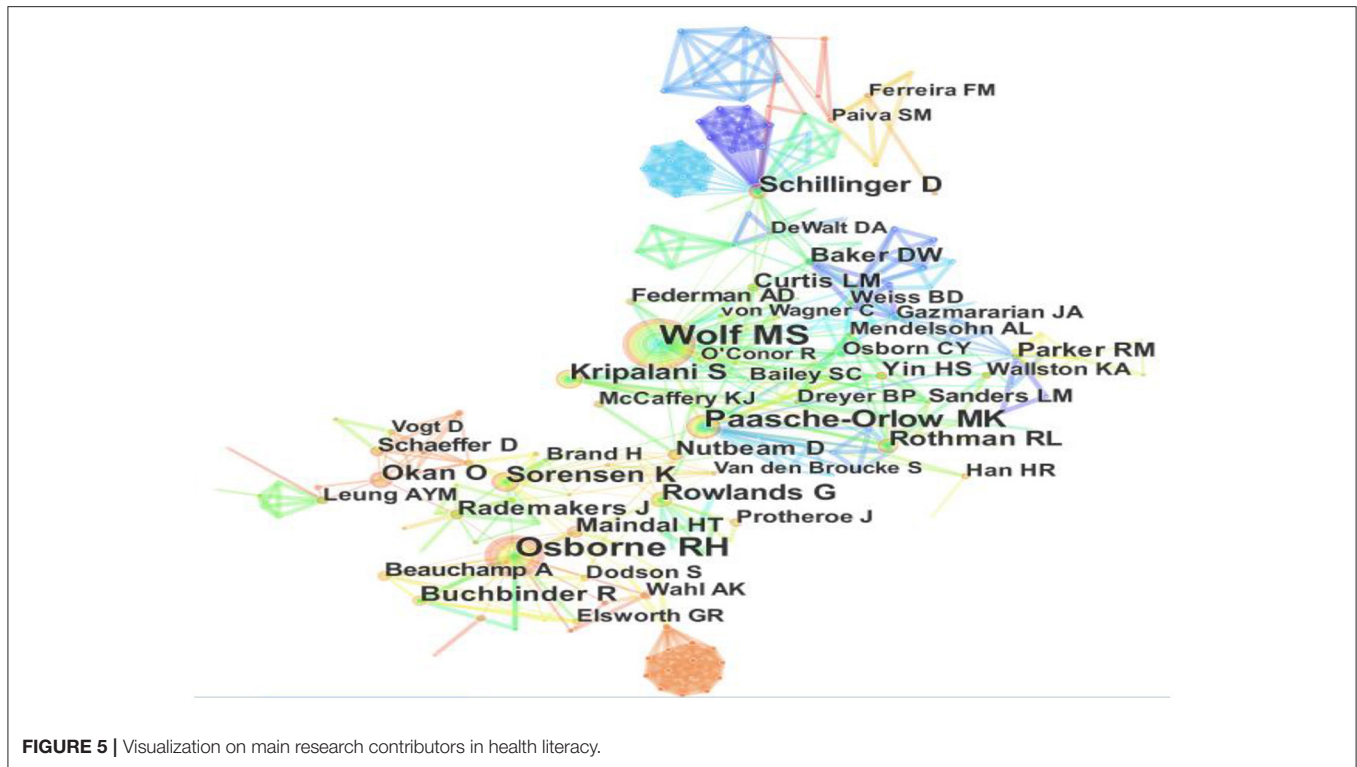 Ferreira FM
Paiva SM
Schillinger D
DeWalt DA
Baker DW
Curtis LM
Federman AD
Weiss BD
von Wagner C
Gazmararian JA
Wolf MS
Mendelsohn AL
O'Conor R
Osborn CY
Parker RM
Kripalani S
Bailey SC
Yin HS
Wallston KA
McCaffery KJ
Dreyer BP
Sanders LM
Paasche-Orlow MK
Vogt D
Schaeffer D
Brand H
Nutbeam D
Rothman RL
Okan O
Sorensen K
Van den Broucke S
Han HR
Leung AYM
Rowlands G
Rademakers J
Maindal HT
Protheroe J
Osborne RH
Beauchamp A
Dodson S
Buchbinder R
Wahl AK
Elsworth GR
FIGURE 5 | Visualization on main research contributors in health literacy.